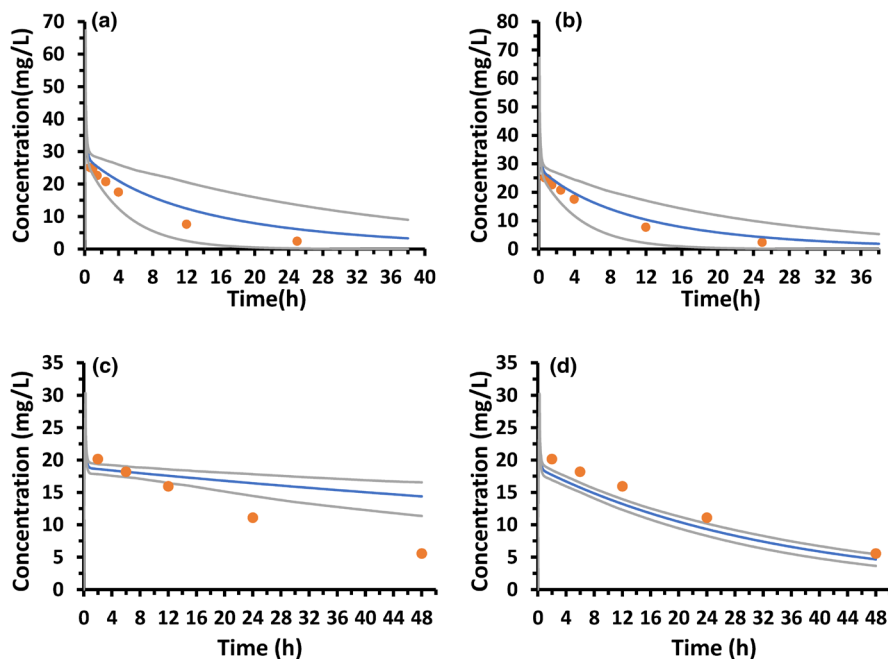 (a)
Concentration(mg/L)
70
60
50
40
30
20
10
0
0 4 8 12 16 20 24 28 32 36 40
Time(h)
(b)
Concentration(mg/L)
80
70
60
50
40
30
20
10
0
0 4 8 12 16 20 24 28 32 36
Time(h)
(c)
Concentration (mg/L)
35
30
25
20
15
10
5
0
0 4 8 12 16 20 24 28 32 36 40 44 48
Time (h)
(d)
Concentration (mg/L)
35
30
25
20
15
10
5
0
0 4 8 12 16 20 24 28 32 36 40 44 48
Time (h)